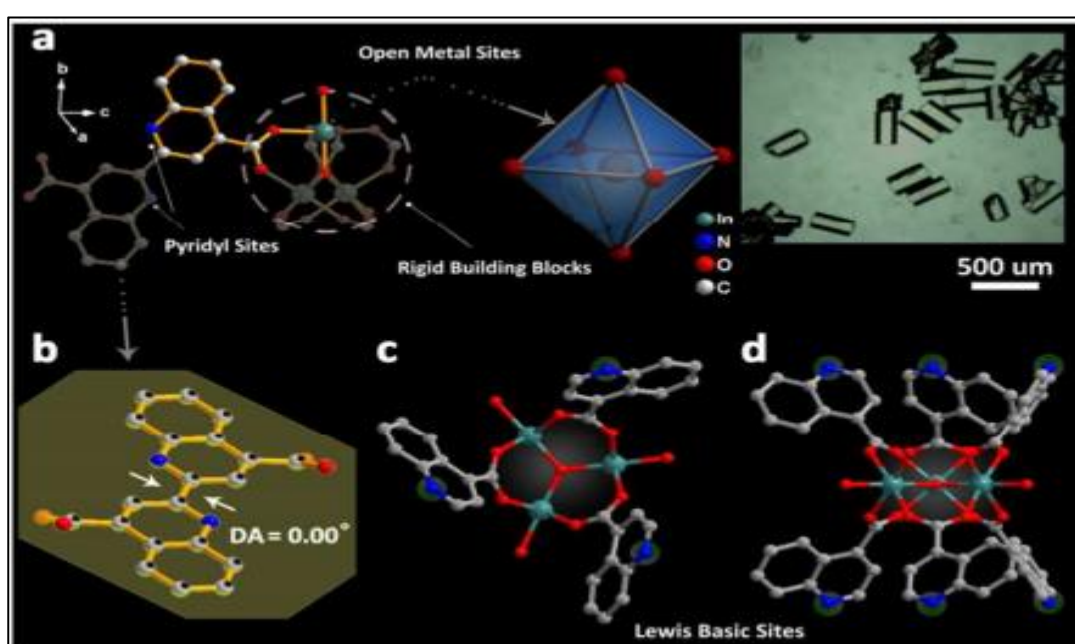 a
Open Metal Sites
b
c
a
Pyridyl Sites
Rigid Building Blocks
In
N
O
C
500 um
b
DA = 0.00°
c
d
Lewis Basic Sites